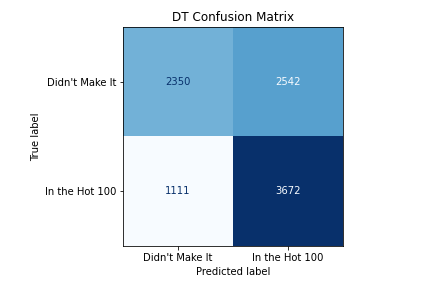 DT Confusion Matrix
True label
Didn't Make It
2350
2542
In the Hot 100
1111
3672
Didn't Make It
In the Hot 100
Predicted label